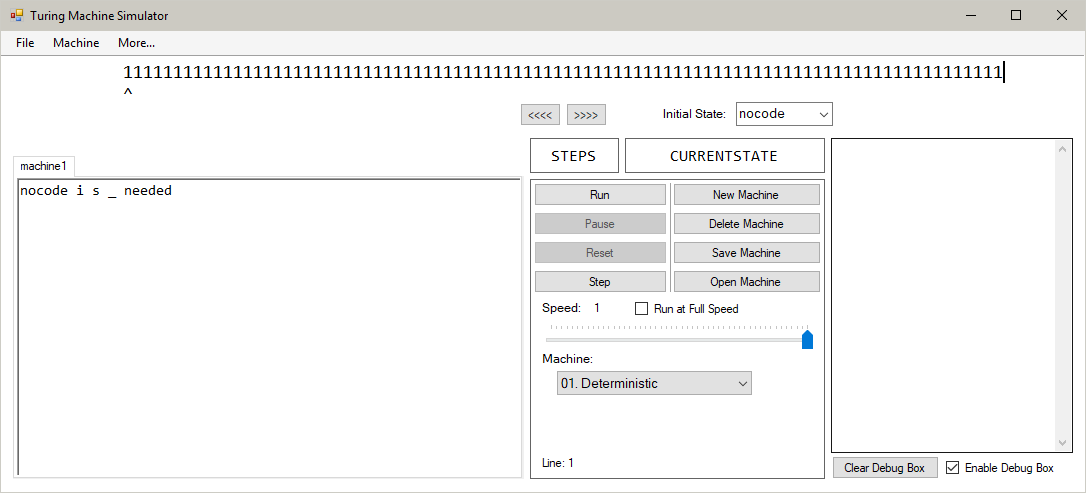 Turing Machine Simulator
File Machine More...
1111111111111111111111111111111111111111111111111111111111111111111111111111111111111111
^
<<<< >>>> Initial State: nocode
STEPS CURRENTSTATE
machine1
nocode i s _ needed
Run New Machine
Pause Delete Machine
Reset Save Machine
Step Open Machine
Speed: 1 Run at Full Speed
Machine:
01. Deterministic
Line: 1
Clear Debug Box Enable Debug Box